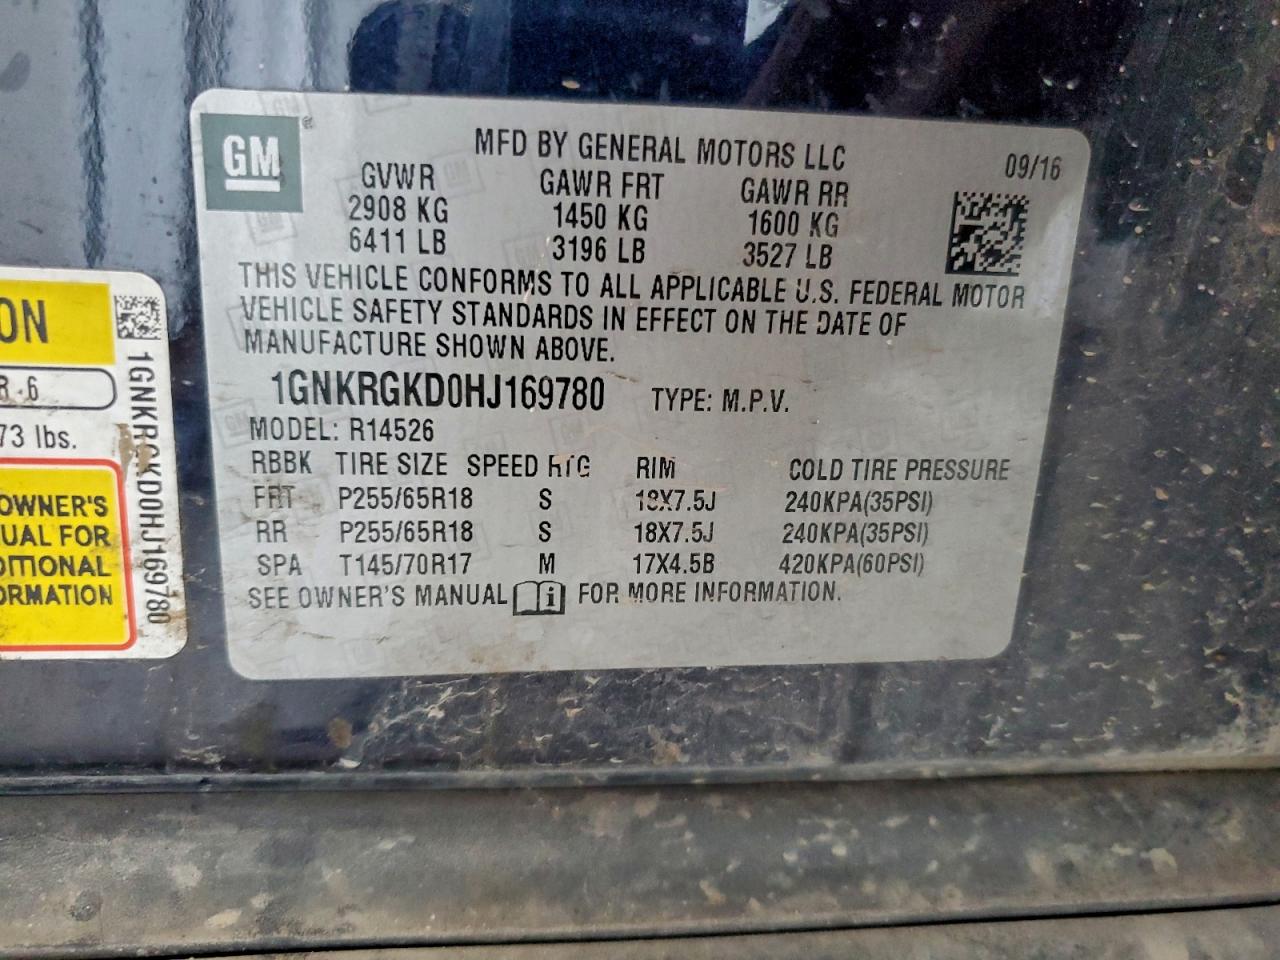 GM
MFD BY GENERAL MOTORS LLC
09/16
GVWR GAWR FRT GAWR RR
2908 KG 1450 KG 1600 KG
6411 LB 3196 LB 3527 LB
THIS VEHICLE CONFORMS TO ALL APPLICABLE U.S. FEDERAL MOTOR
VEHICLE SAFETY STANDARDS IN EFFECT ON THE DATE OF
MANUFACTURE SHOWN ABOVE.
1GNKRGKD0HJ169780 TYPE: M.P.V.
MODEL: R14526
RBBK TIRE SIZE SPEED RTG RIM COLD TIRE PRESSURE
FRT P255/65R18 S 18X7.5J 240KPA(35PSI)
RR P255/65R18 S 18X7.5J 240KPA(35PSI)
SPA T145/70R17 M 17X4.5B 420KPA(60PSI)
SEE OWNER'S MANUAL i FOR MORE INFORMATION.
ON
R 6
73 lbs.
OWNER'S
UAL FOR
DITIONAL
ORMATION
1GNKRGKD0HJ169780